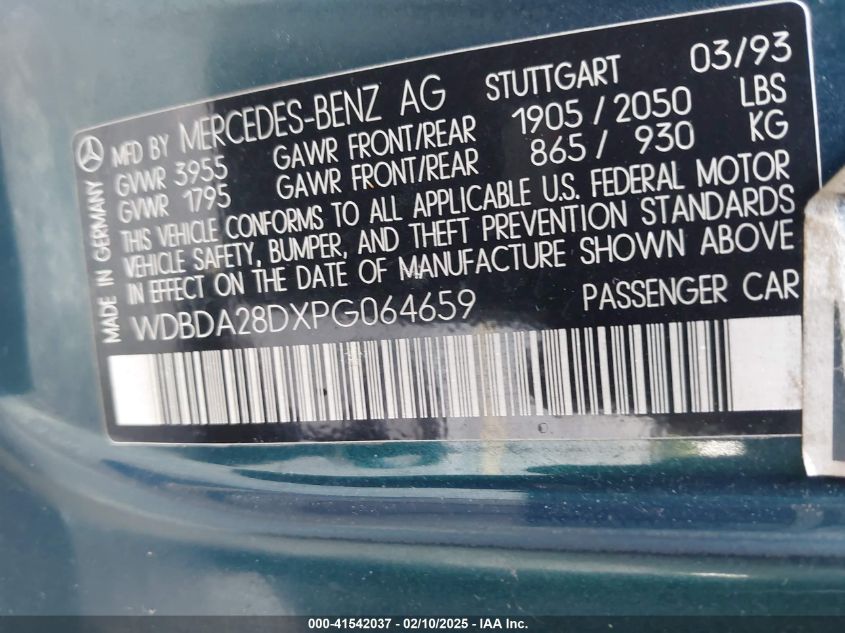 MFD BY MERCEDES-BENZ AG STUTTGART 03/93
GVWR 3955 GAWR FRONT/REAR 1905/2050 LBS
GVWR 1795 GAWR FRONT/REAR 865/ 930 KG
THIS VEHICLE CONFORMS TO ALL APPLICABLE U.S. FEDERAL MOTOR
VEHICLE SAFETY, BUMPER, AND THEFT PREVENTION STANDARDS
IN EFFECT ON THE DATE OF MANUFACTURE SHOWN ABOVE
WDBDA28DXPG064659 PASSENGER CAR
MADE IN GERMANY
000-41542037 / 02/10/2025 - IAA Inc.